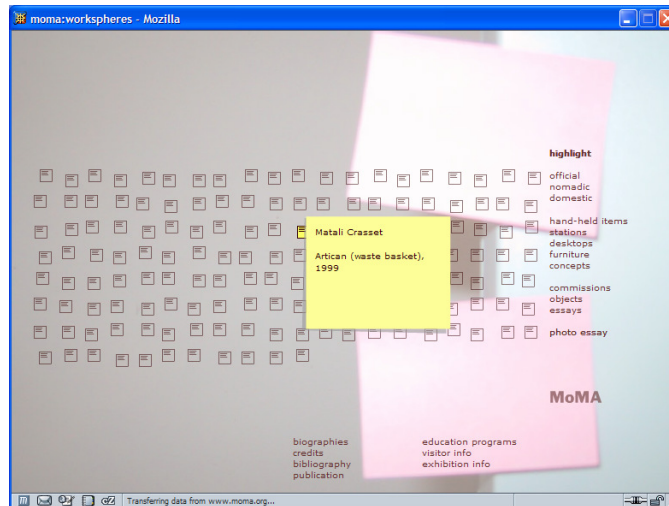 moma:workspheres - Mozilla
highlight
official
nomadic
domestic
hand-held items
stations
desktops
furniture
concepts
commissions
objects
essays
photo essay
Matali Crasset
Artican (waste basket),
1999
MoMA
biographies
credits
bibliography
publication
education programs
visitor info
exhibition info
Transferring data from www.moma.org...